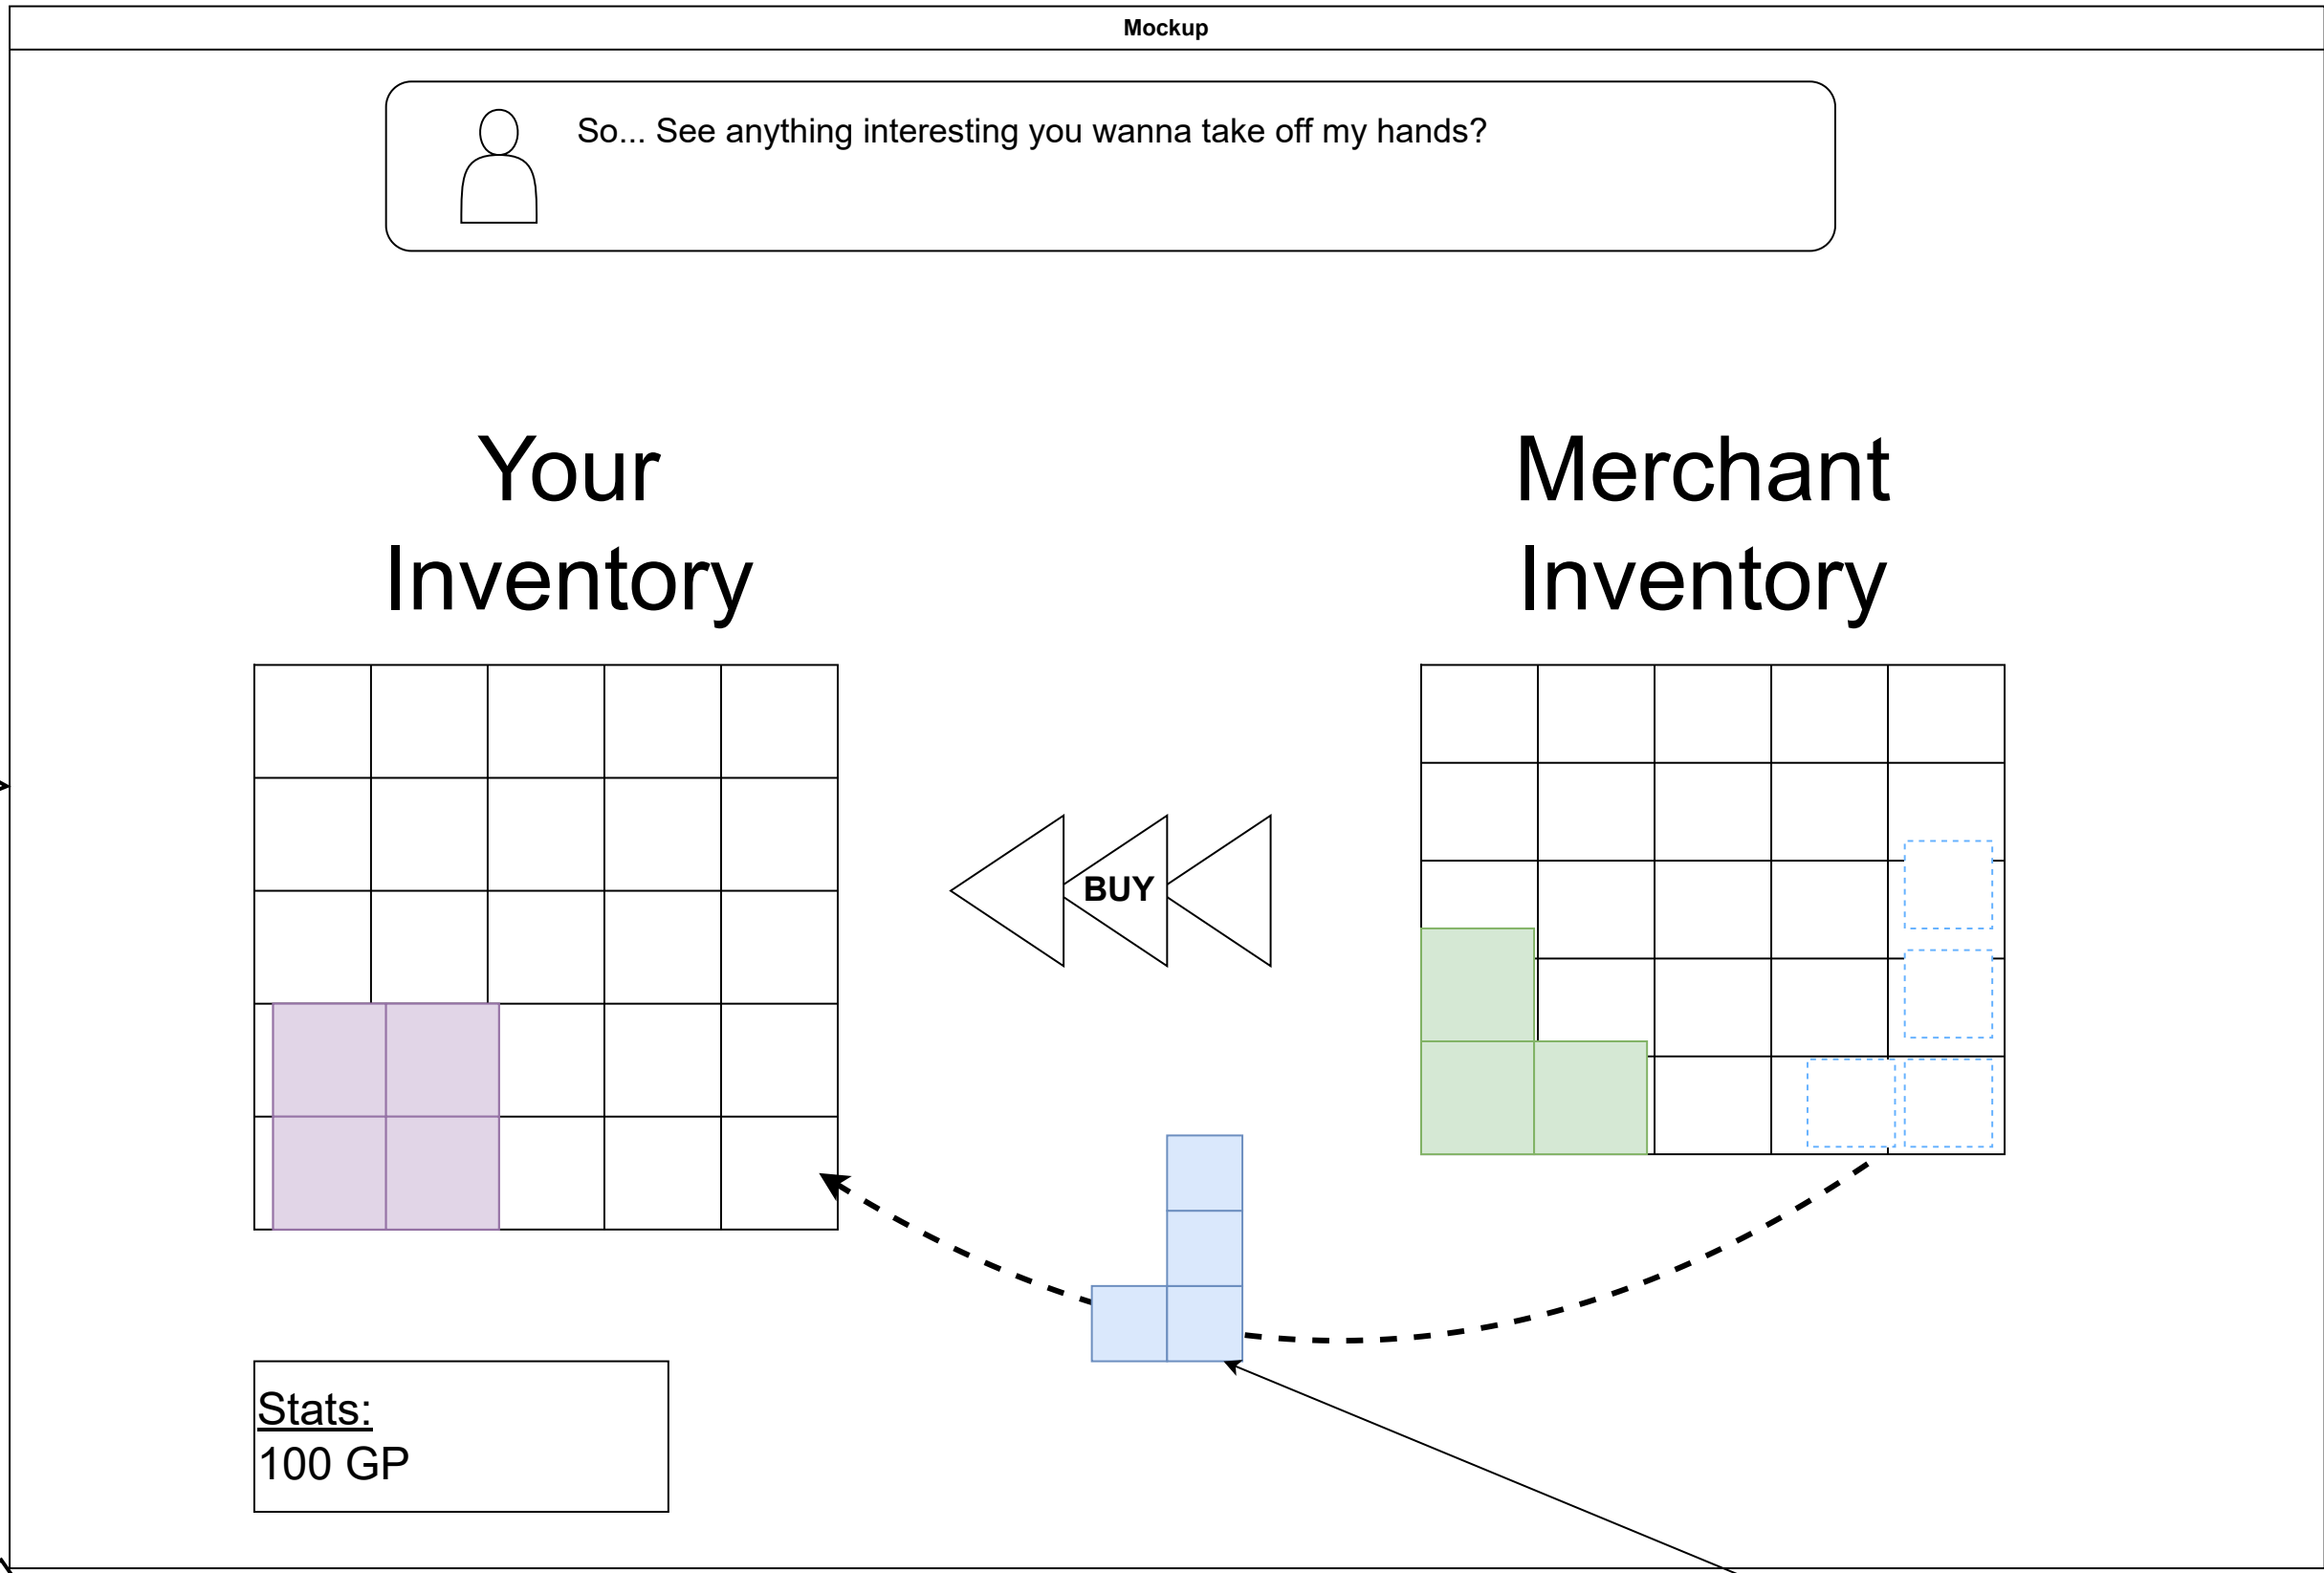 Mockup
So... See anything interesting you wanna take off my hands?
Your
Inventory
Merchant
Inventory
BUY
Stats:
100 GP